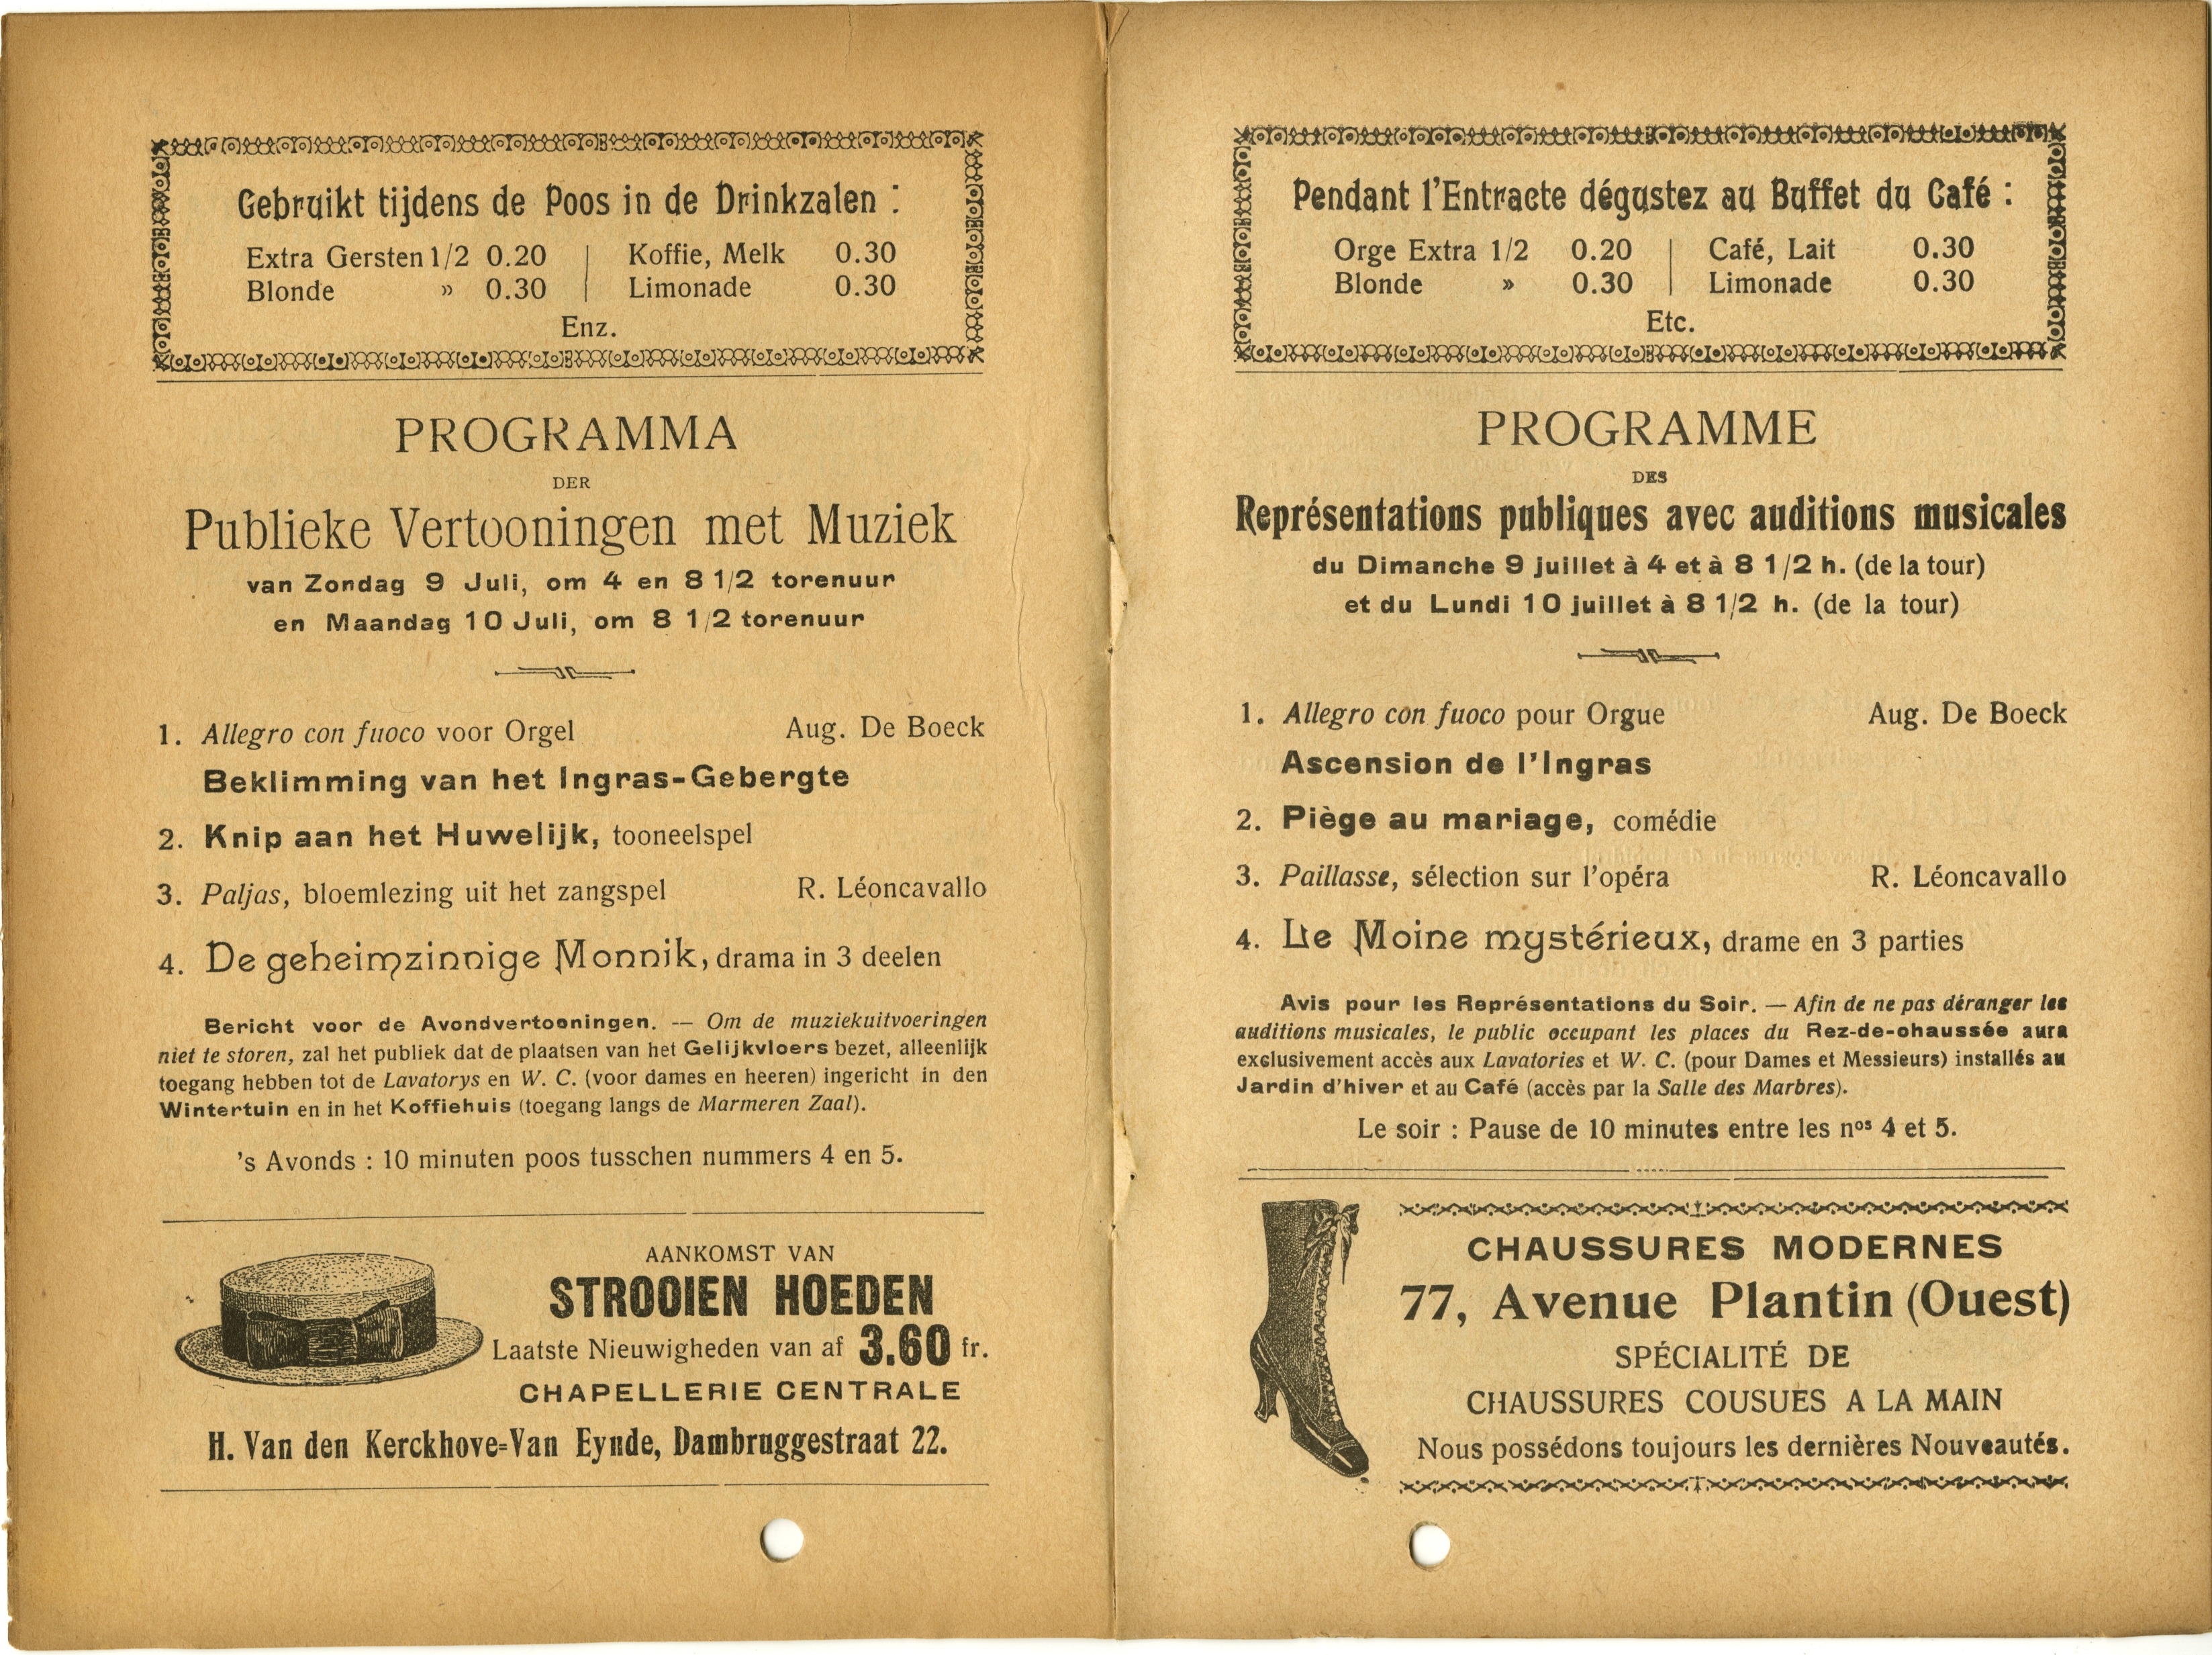 Gebruikt tijdens de Poos in de Drinkzalen :
Extra Gersten 1/2 0.20 | Koffie, Melk 0.30
Blonde » 0.30 | Limonade 0.30
Enz.
PROGRAMMA
DER
Publieke Vertooningen met Muziek
van Zondag 9 Juli, om 4 en 8 1/2 torenuur
en Maandag 10 Juli, om 8 1/2 torenuur
1. Allegro con fuoco voor Orgel Aug. De Boeck
Beklimming van het Ingras-Gebergte
2. Knip aan het Huwelijk, tooneelspel
3. Paljas, bloemlezing uit het zangspel R. Léoncavallo
4. De geheimzinnige Monnik, drama in 3 deelen
Bericht voor de Avondvertooningen. — Om de muziekuitvoeringen
niet te storen, zal het publiek dat de plaatsen van het Gelijkvloers bezet, alleenlijk
toegang hebben tot de Lavatorys en W. C. (voor dames en heeren) ingericht in den
Wintertuin en in het Koffiehuis (toegang langs de Marmeren Zaal).
's Avonds : 10 minuten poos tusschen nummers 4 en 5.
AANKOMST VAN
STROOIEN HOEDEN
Laatste Nieuwigheden van af 3.60 fr.
CHAPELLERIE CENTRALE
H. Van den Kerckhove-Van Eynde, Dambruggestraat 22.
Pendant l'Entracte dégustez au Buffet du Café :
Orge Extra 1/2 0.20 | Café, Lait 0.30
Blonde » 0.30 | Limonade 0.30
Etc.
PROGRAMME
DES
Représentations publiques avec auditions musicales
du Dimanche 9 juillet à 4 et à 8 1/2 h. (de la tour)
et du Lundi 10 juillet à 8 1/2 h. (de la tour)
1. Allegro con fuoco pour Orgue Aug. De Boeck
Ascension de l'Ingras
2. Piège au mariage, comédie
3. Paillasse, sélection sur l'opéra R. Léoncavallo
4. Le Moine mystérieux, drame en 3 parties
Avis pour les Représentations du Soir. — Afin de ne pas déranger les
auditions musicales, le public occupant les places du Rez-de-chaussée aura
exclusivement accès aux Lavatories et W. C. (pour Dames et Messieurs) installés au
Jardin d'hiver et au Café (accès par la Salle des Marbres).
Le soir : Pause de 10 minutes entre les nos 4 et 5.
CHAUSSURES MODERNES
77, Avenue Plantin (Ouest)
SPÉCIALITÉ DE
CHAUSSURES COUSUES A LA MAIN
Nous possédons toujours les dernières Nouveautés.